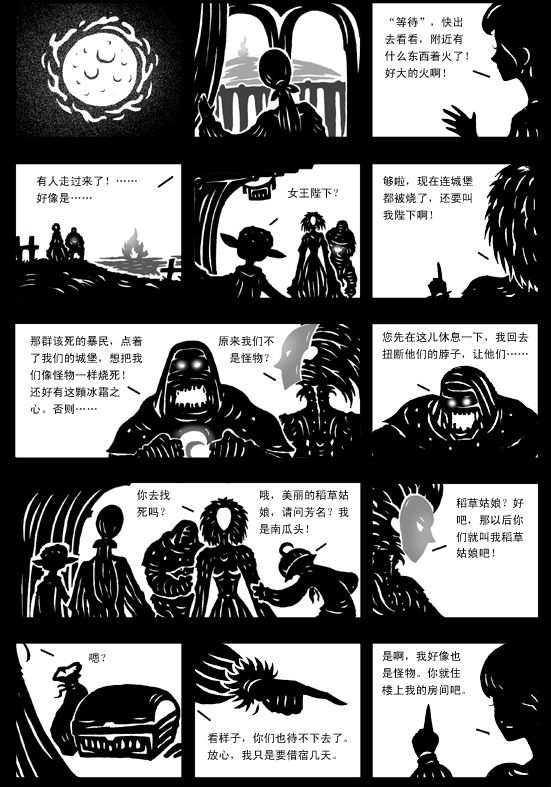 “等待”，快出
去看看，附近有
什么东西着火了！
好大的火啊！
有人走过来了！……
好像是……
女王陛下？
够啦，现在连城堡
都被烧了，还要叫
我陛下啊！
那群该死的暴民，点着
了我们的城堡，想把我
们像怪物一样烧死！
还好有这颗冰霜之
心。否则……
原来我们不
是怪物？
您先在这儿休息一下，我回去
扭断他们的脖子，让他们……
你去找
死吗？
哦，美丽的稻草姑
娘，请问芳名？我
是南瓜头！
稻草姑娘？好
吧，那以后你
们就叫我稻草
姑娘吧！
嗯？
看样子，你们也待不下去了。
放心，我只是要借宿几天。
是啊，我好像也
是怪物。你就住
楼上我的房间吧。